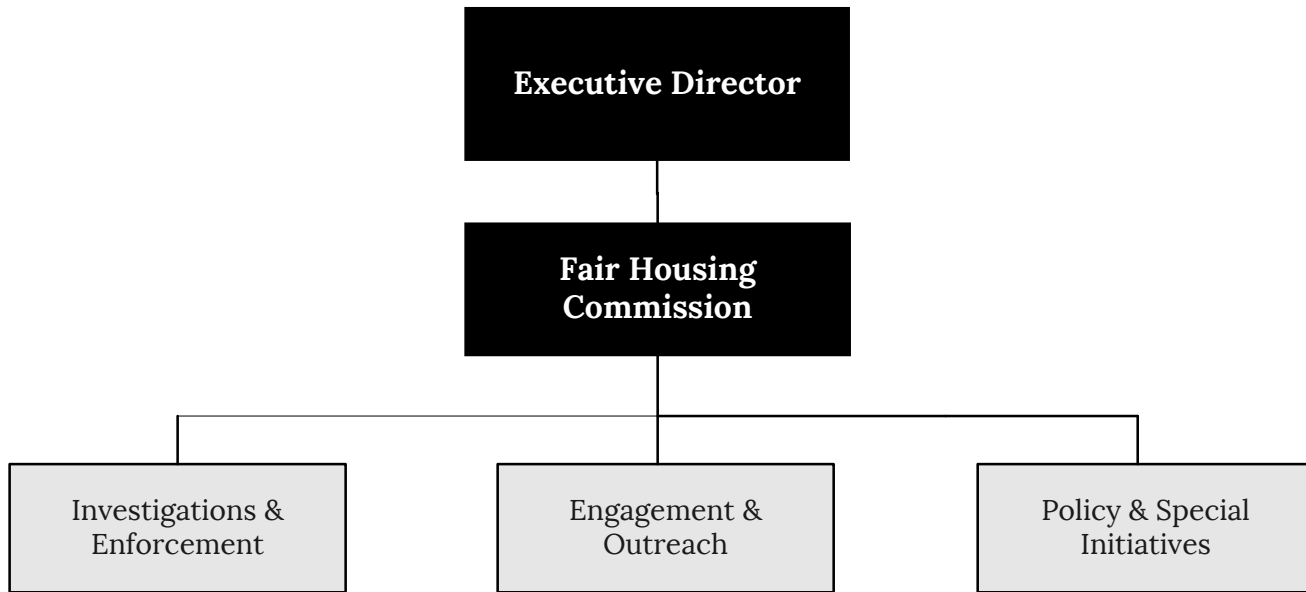 Executive Director
Fair Housing
Commission
Investigations &
Enforcement
Engagement &
Outreach
Policy & Special
Initiatives